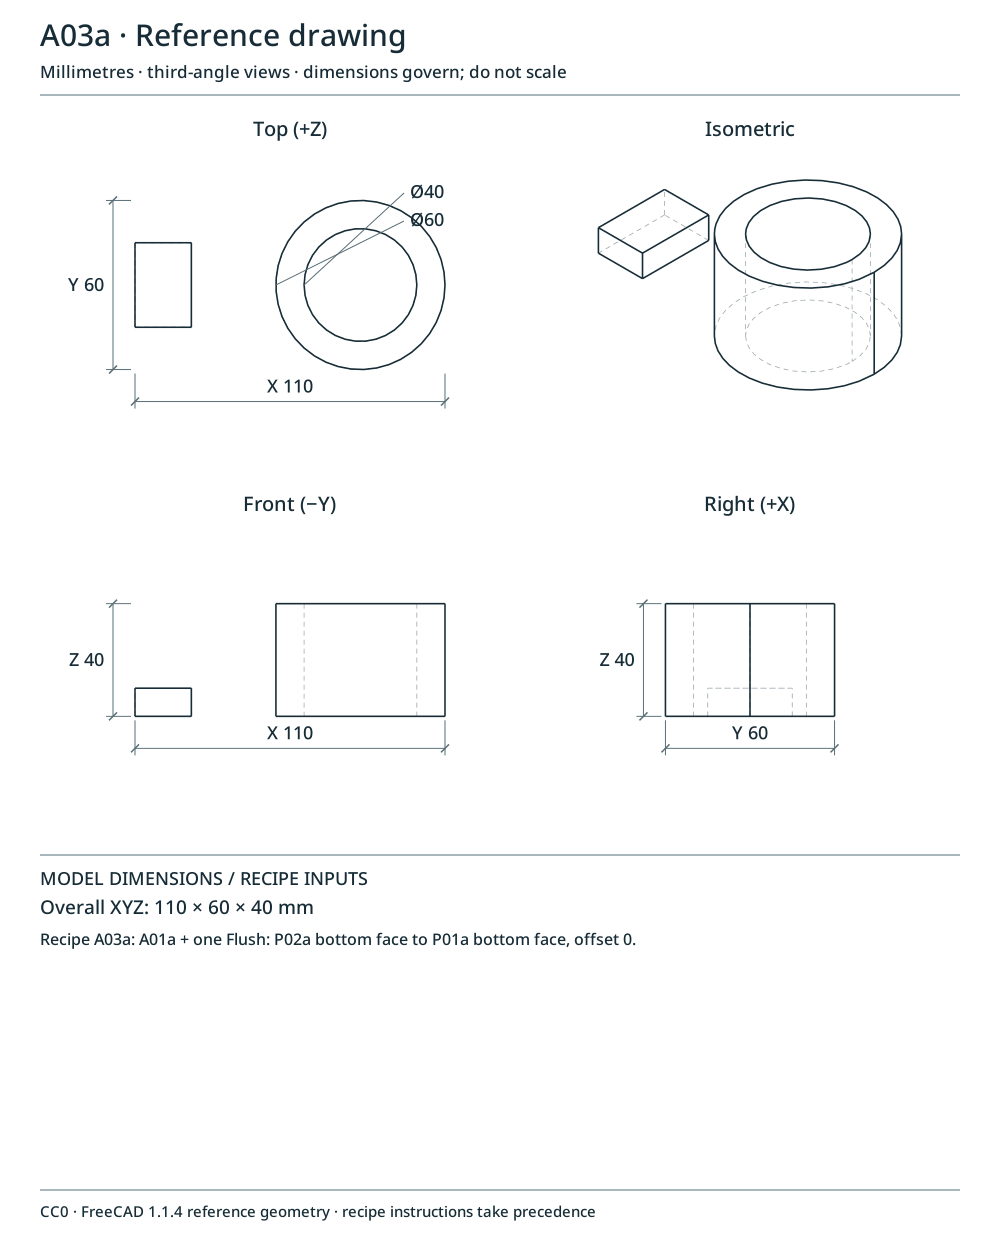 A03a · Reference drawing
Millimetres · third-angle views · dimensions govern; do not scale
Top (+Z)
Isometric
Ø40
Ø60
Y 60
X 110
Front (−Y)
Right (+X)
Z 40
X 110
Z 40
Y 60
MODEL DIMENSIONS / RECIPE INPUTS
Overall XYZ: 110 × 60 × 40 mm
Recipe A03a: A01a + one Flush: P02a bottom face to P01a bottom face, offset 0.
CC0 · FreeCAD 1.1.4 reference geometry · recipe instructions take precedence